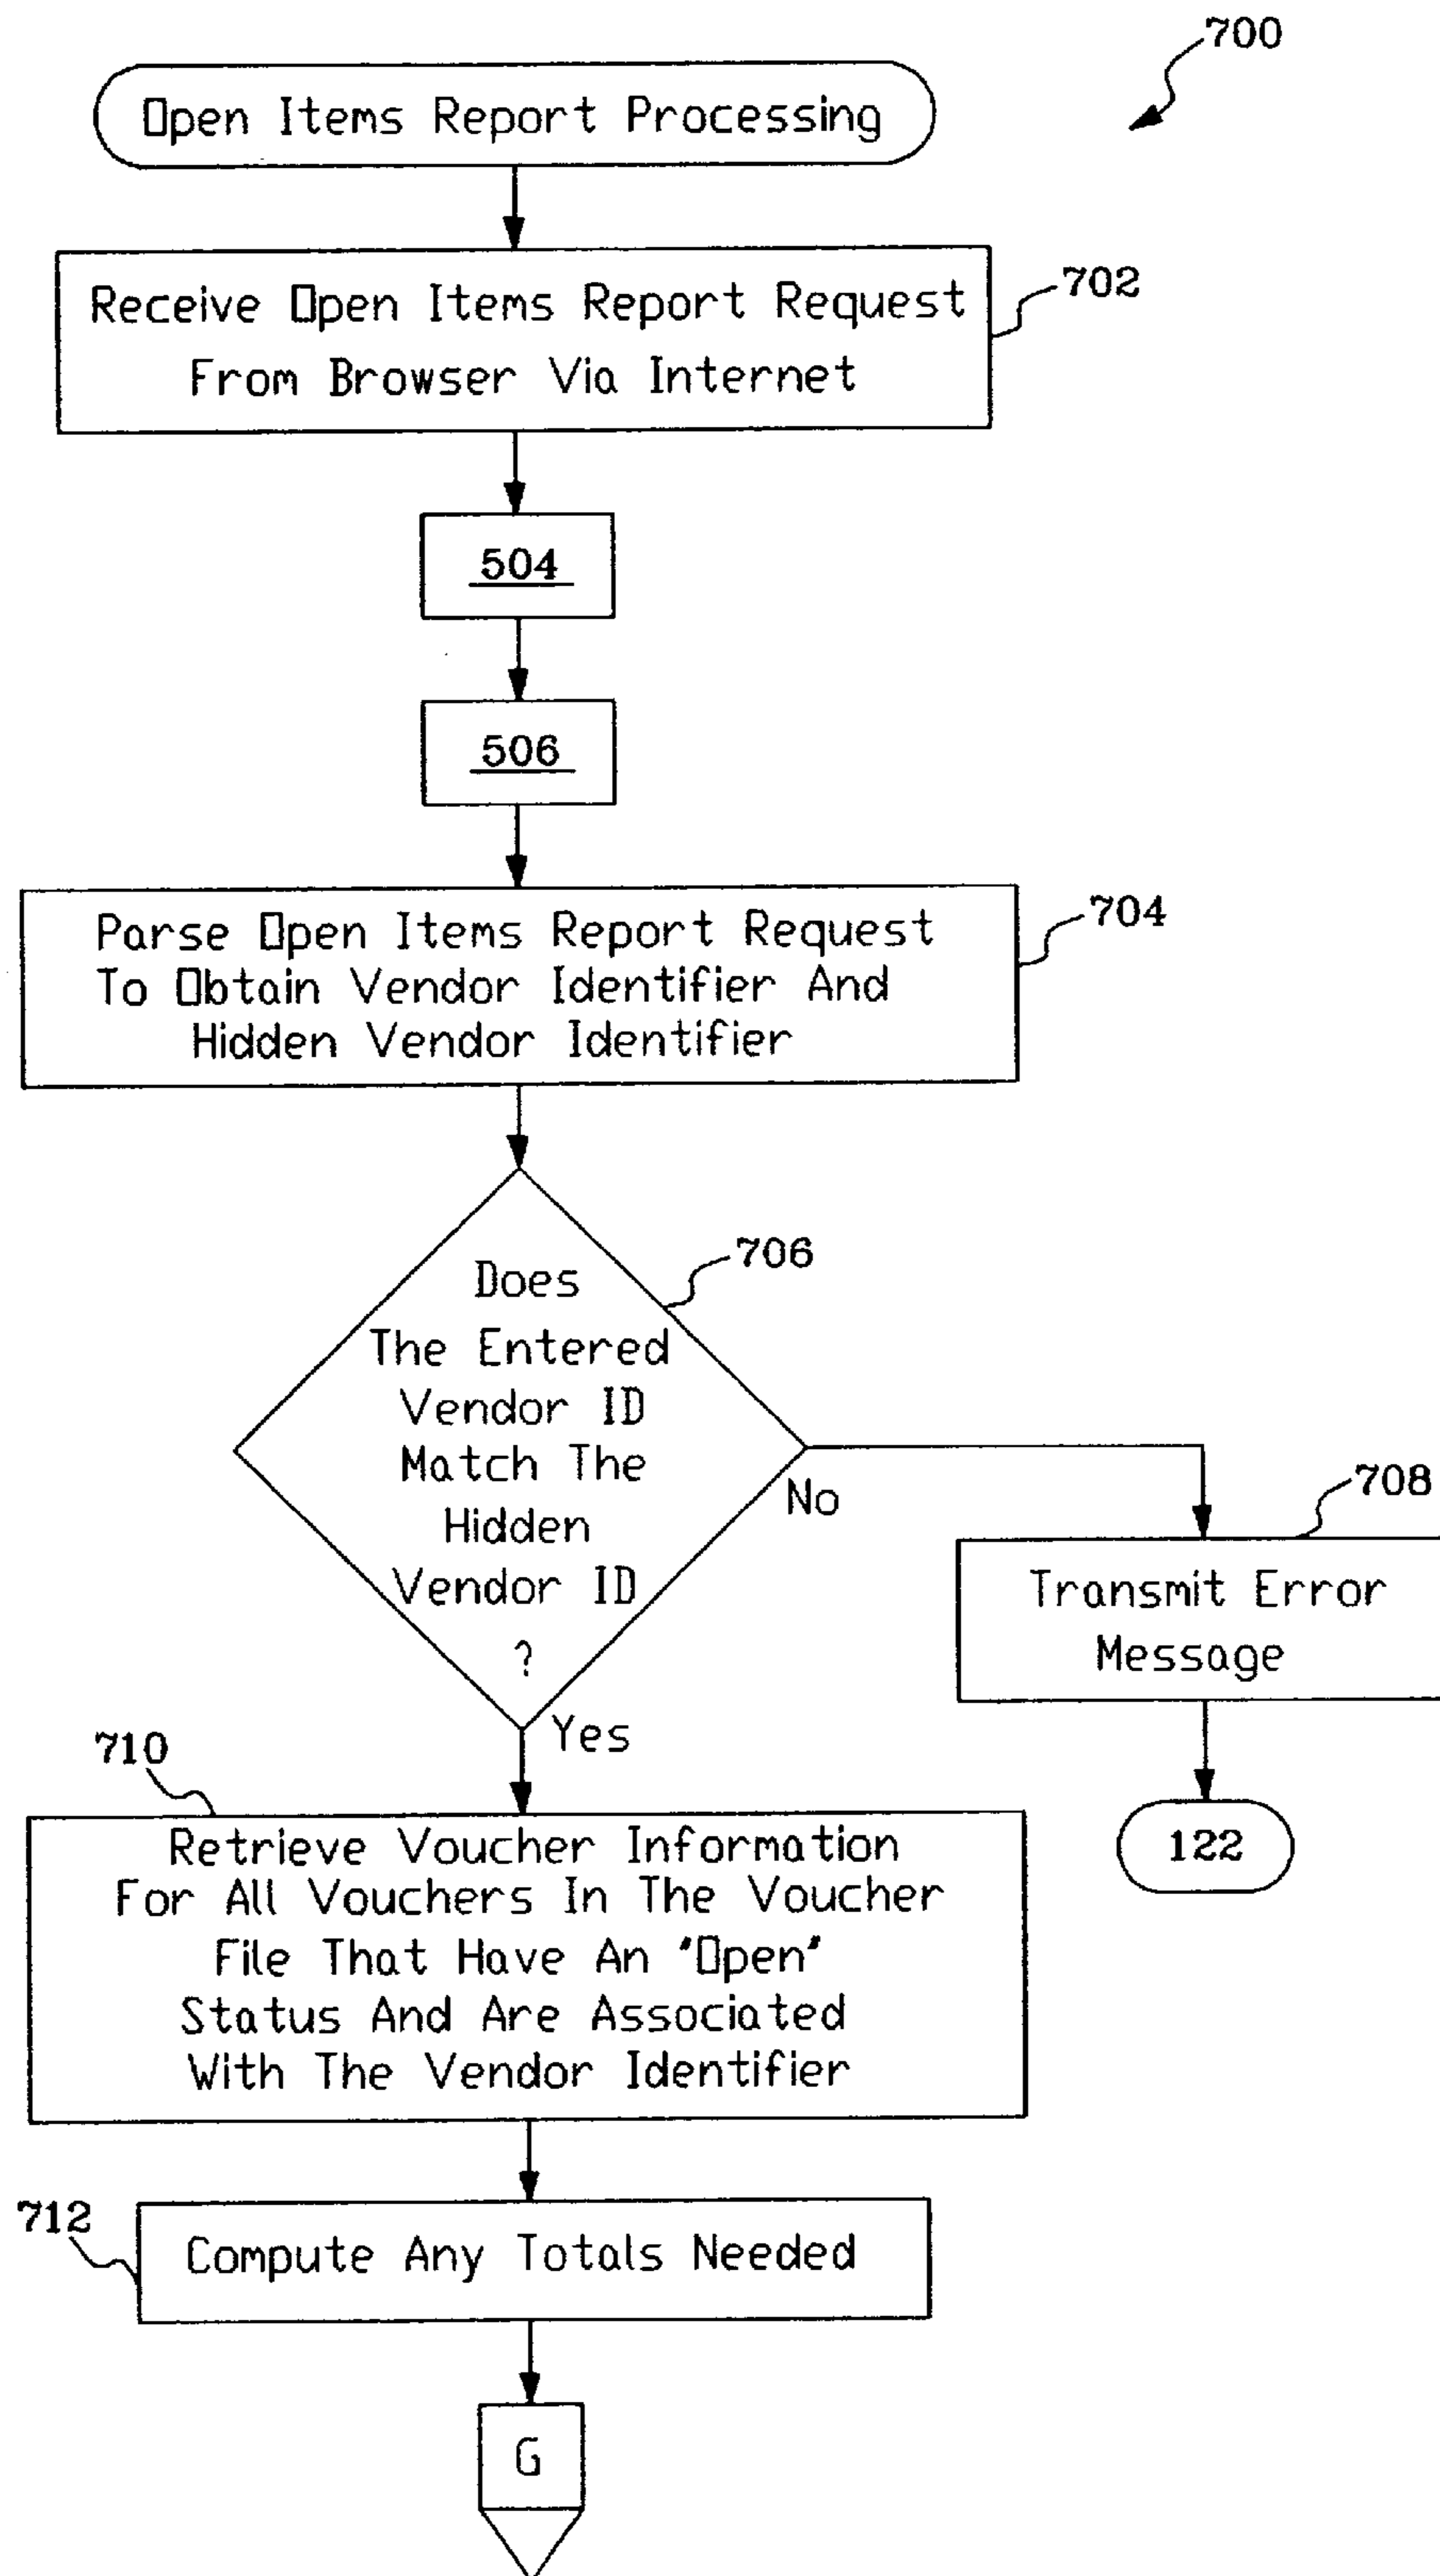 700
Open Items Report Processing
Receive Open Items Report Request
From Browser Via Internet
702
504
506
Parse Open Items Report Request
To Obtain Vendor Identifier And
Hidden Vendor Identifier
704
Does
The Entered
Vendor ID
Match The
Hidden
Vendor ID
?
706
No
708
Transmit Error
Message
122
Yes
710
Retrieve Voucher Information
For All Vouchers In The Voucher
File That Have An "Open"
Status And Are Associated
With The Vendor Identifier
712
Compute Any Totals Needed
G